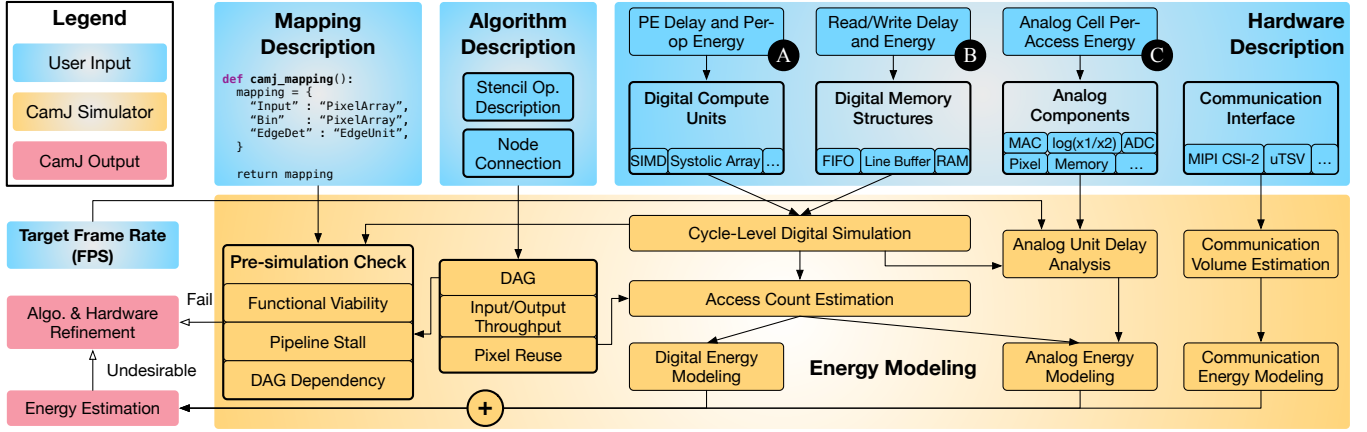 Legend
User Input
CamJ Simulator
CamJ Output
Mapping
Description
def camj_mapping():
mapping = {
“Input” : “PixelArray”,
“Bin” : “PixelArray”,
“EdgeDet” : “EdgeUnit”,
}
return mapping
Algorithm
Description
Stencil Op.
Description
Node
Connection
PE Delay and Per-
op Energy
A
Read/Write Delay
and Energy
B
Analog Cell Per-
Access Energy
C
Hardware
Description
Digital Compute
Units
SIMD Systolic Array ...
Digital Memory
Structures
FIFO Line Buffer RAM
Analog
Components
MAC log(x1/x2) ADC
Pixel Memory ...
Communication
Interface
MIPI CSI-2 uTSV ...
Target Frame Rate
(FPS)
Pre-simulation Check
Functional Viability
Pipeline Stall
DAG Dependency
DAG
Input/Output
Throughput
Pixel Reuse
Cycle-Level Digital Simulation
Access Count Estimation
Analog Unit Delay
Analysis
Communication
Volume Estimation
Fail
Algo. & Hardware
Refinement
Undesirable
Energy Estimation
Digital Energy
Modeling
Energy Modeling
Analog Energy
Modeling
Communication
Energy Modeling
+